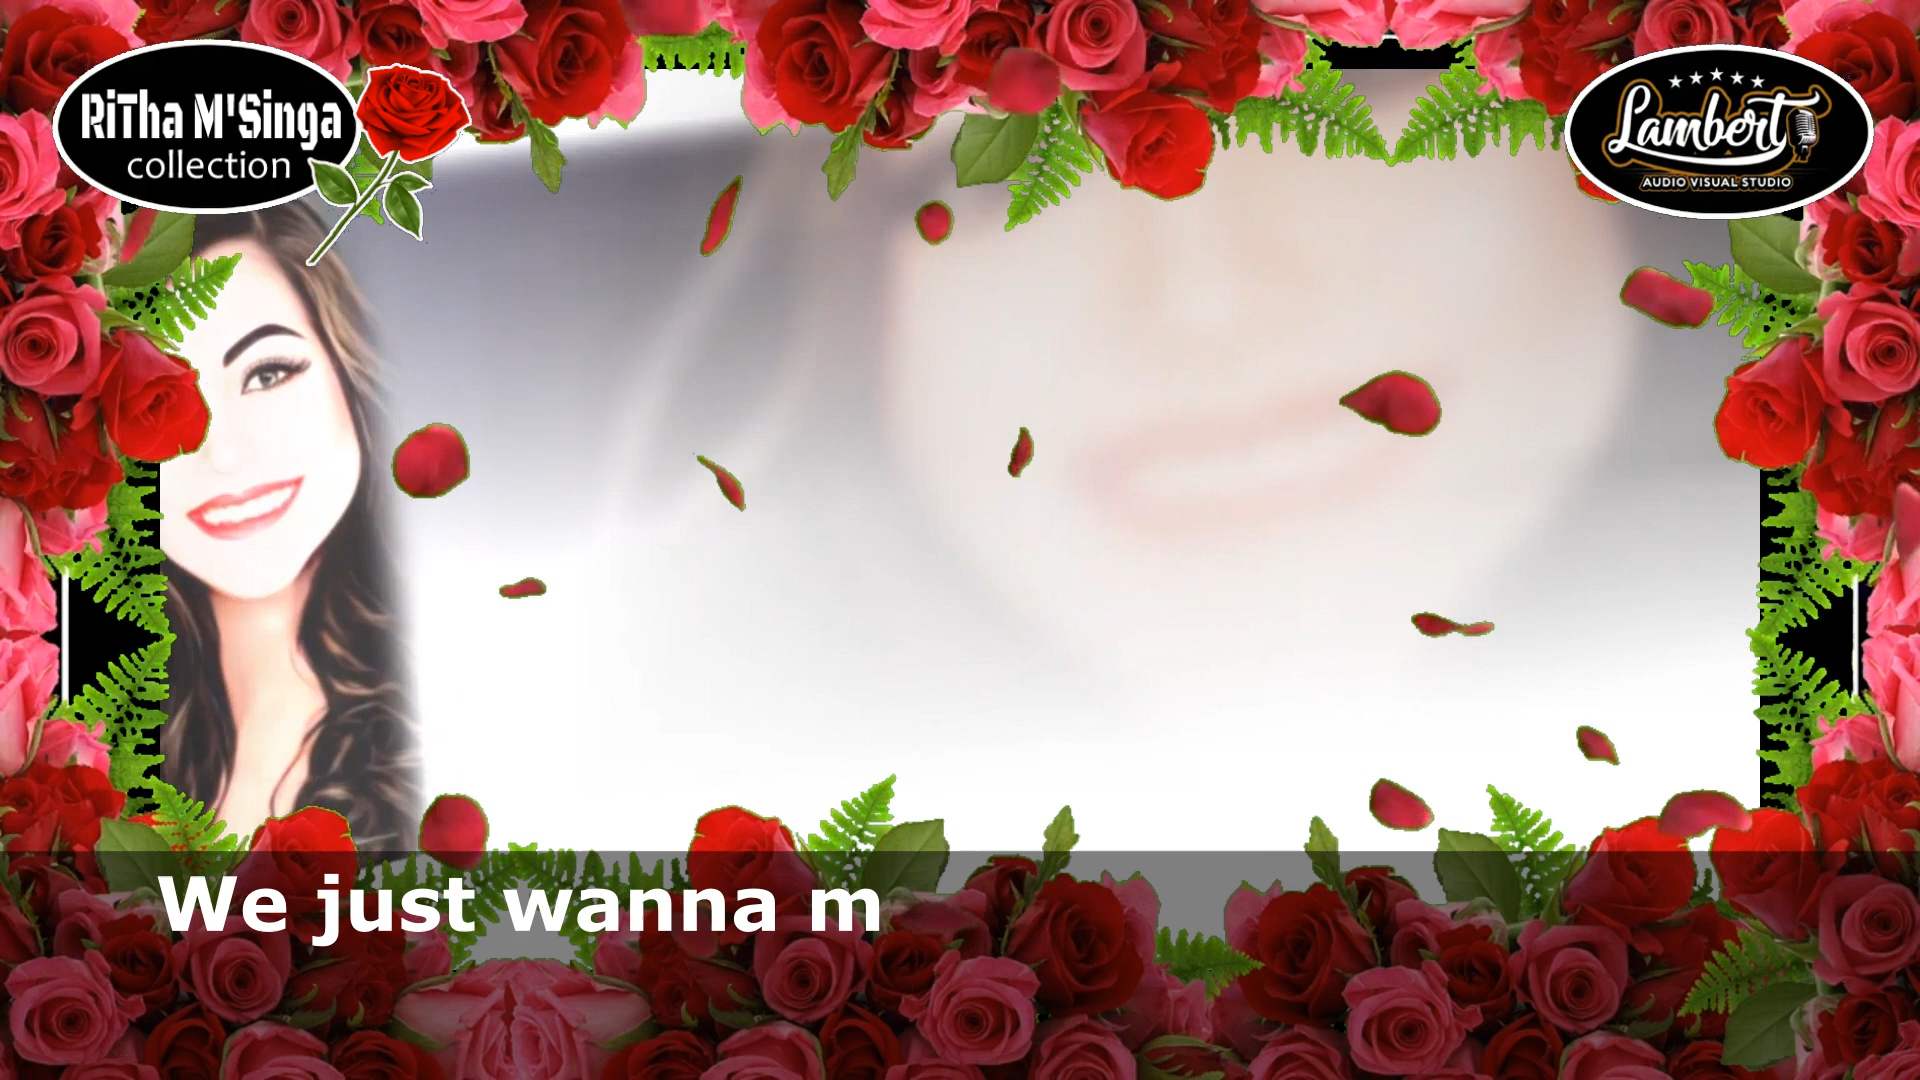 RiTha M'Singa
collection
Lambert
AUDIO VISUAL STUDIO
We just wanna m